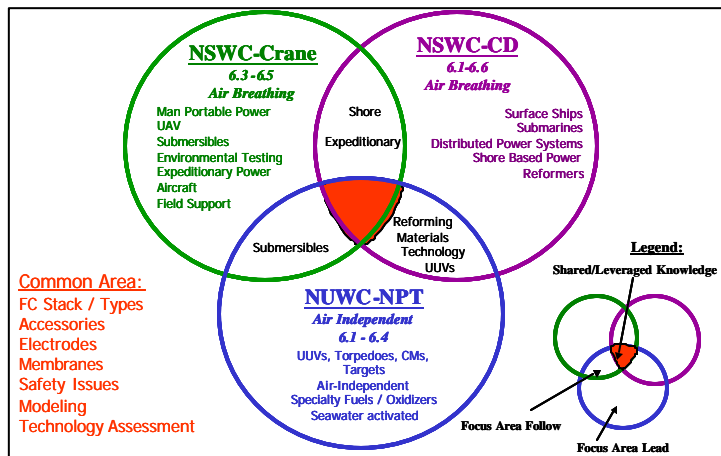 NSWC-Crane
6.3 - 6.5
Air Breathing
Man Portable Power
UAV
Submersibles
Environmental Testing
Expeditionary Power
Aircraft
Field Support
Shore
Expeditionary
NSWC-CD
6.1-6.6
Air Breathing
Surface Ships
Submarines
Distributed Power Systems
Shore Based Power
Reformers
Submersibles
Reforming
Materials
Technology
UUVs
NUWC-NPT
Air Independent
6.1 - 6.4
UUVs, Torpedoes, CMs,
Targets
Air-Independent
Specialty Fuels / Oxidizers
Seawater activated
Common Area:
FC Stack / Types
Accessories
Electrodes
Membranes
Safety Issues
Modeling
Technology Assessment
Legend:
Shared/Leveraged Knowledge
Focus Area Follow
Focus Area Lead